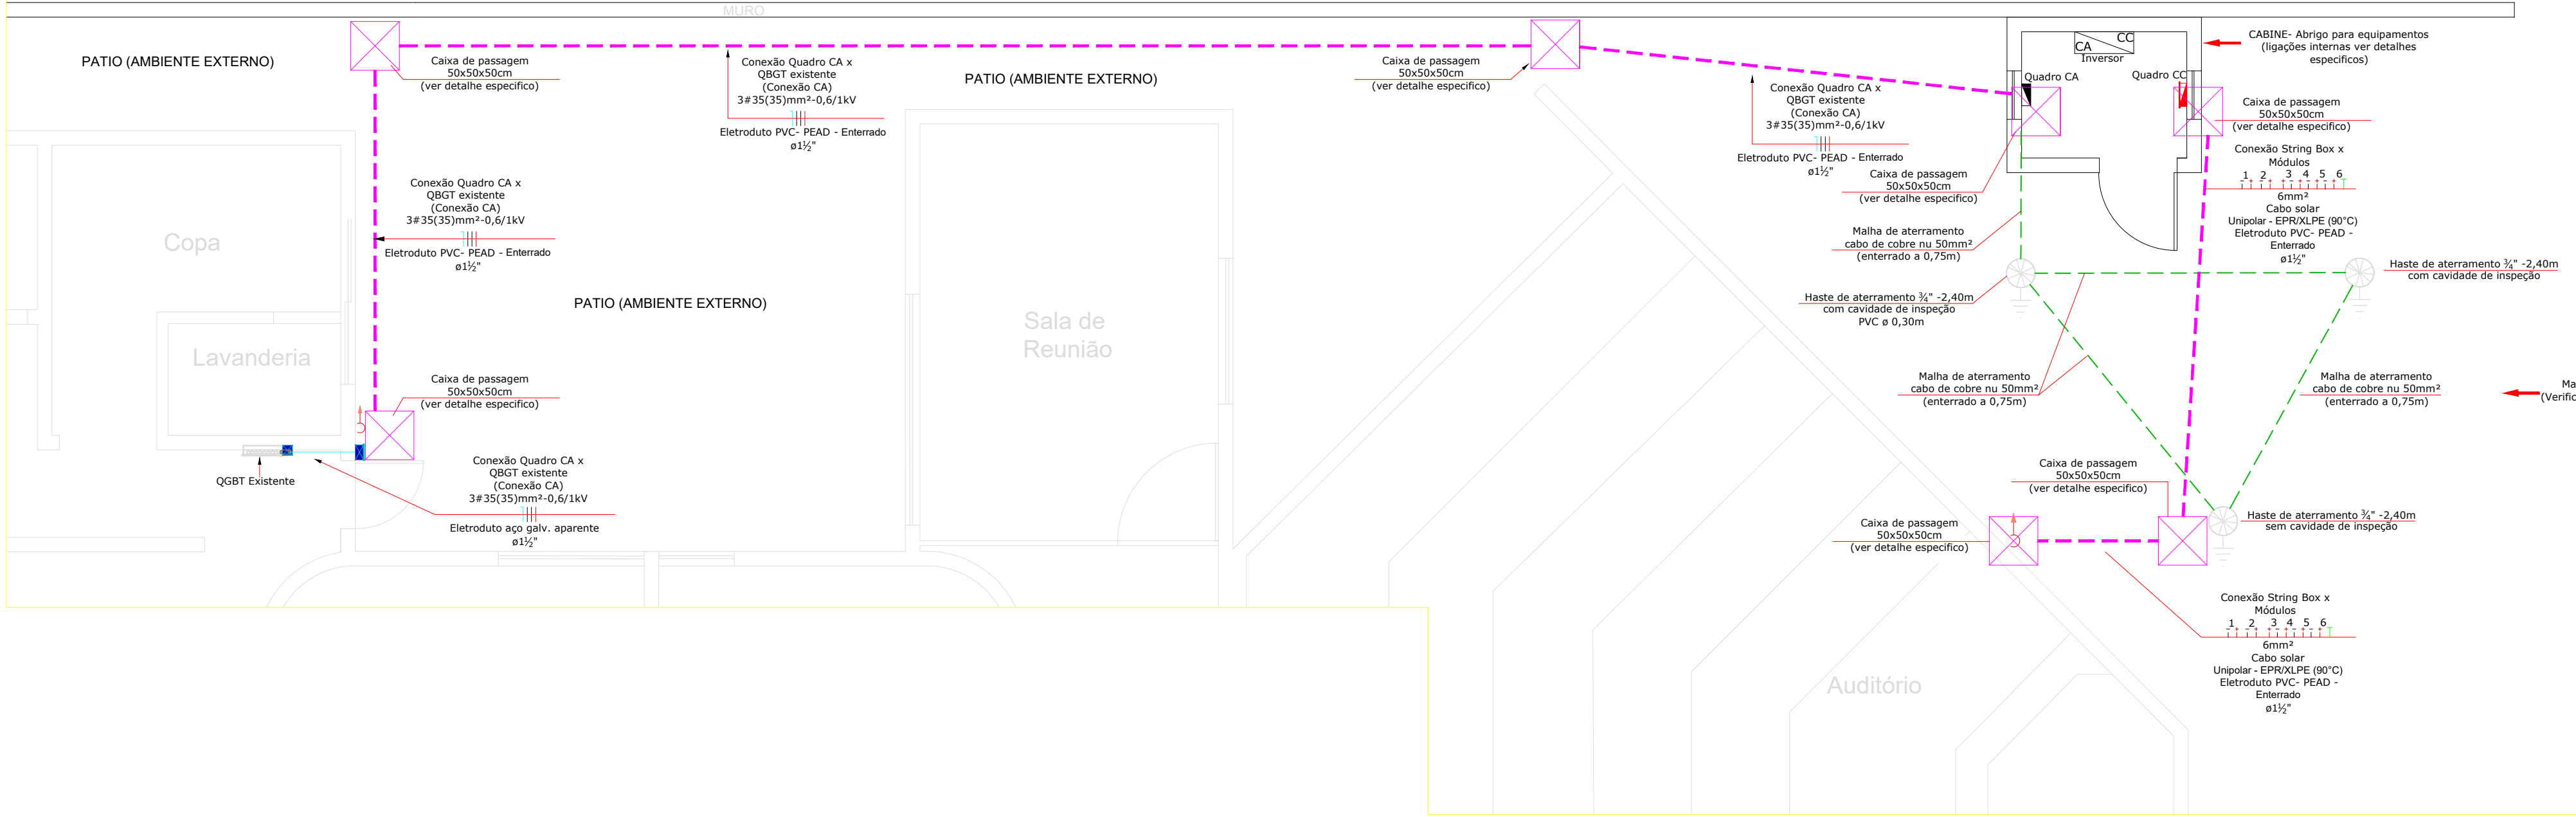 MURO
PATIO (AMBIENTE EXTERNO)
Caixa de passagem
50x50x50cm
(ver detalhe especifico)
Conexão Quadro CA x
QBGT existente
(Conexão CA)
3#35(35)mm²-0,6/1kV
Eletroduto PVC- PEAD - Enterrado
ø1½"
PATIO (AMBIENTE EXTERNO)
Caixa de passagem
50x50x50cm
(ver detalhe especifico)
Conexão Quadro CA x
QBGT existente
(Conexão CA)
3#35(35)mm²-0,6/1kV
Eletroduto PVC- PEAD - Enterrado
ø1½"
CA
CC
Inversor
Quadro CA
Quadro CC
CABINE- Abrigo para equipamentos
(ligações internas ver detalhes
especificos)
Caixa de passagem
50x50x50cm
(ver detalhe especifico)
Conexão String Box x
Módulos
1 2 3 4 5 6
- + - + + - + - + - +
6mm²
Cabo solar
Unipolar - EPR/XLPE (90°C)
Eletroduto PVC- PEAD -
Enterrado
ø1½"
Caixa de passagem
50x50x50cm
(ver detalhe especifico)
Malha de aterramento
cabo de cobre nu 50mm²
(enterrado a 0,75m)
Haste de aterramento ¾" -2,40m
com cavidade de inspeção
PVC ø 0,30m
Haste de aterramento ¾" -2,40m
com cavidade de inspeção
Conexão Quadro CA x
QBGT existente
(Conexão CA)
3#35(35)mm²-0,6/1kV
Eletroduto PVC- PEAD - Enterrado
ø1½"
Copa
PATIO (AMBIENTE EXTERNO)
Sala de
Reunião
Lavanderia
Caixa de passagem
50x50x50cm
(ver detalhe especifico)
Malha de aterramento
cabo de cobre nu 50mm²
(enterrado a 0,75m)
Malha de aterramento
cabo de cobre nu 50mm²
(enterrado a 0,75m)
Ma
(Verific
QGBT Existente
Conexão Quadro CA x
QBGT existente
(Conexão CA)
3#35(35)mm²-0,6/1kV
Eletroduto aço galv. aparente
ø1½"
Caixa de passagem
50x50x50cm
(ver detalhe especifico)
Caixa de passagem
50x50x50cm
(ver detalhe especifico)
Haste de aterramento ¾" -2,40m
sem cavidade de inspeção
Conexão String Box x
Módulos
1 2 3 4 5 6
- + - + + - + - + - +
6mm²
Cabo solar
Unipolar - EPR/XLPE (90°C)
Eletroduto PVC- PEAD -
Enterrado
ø1½"
Auditório